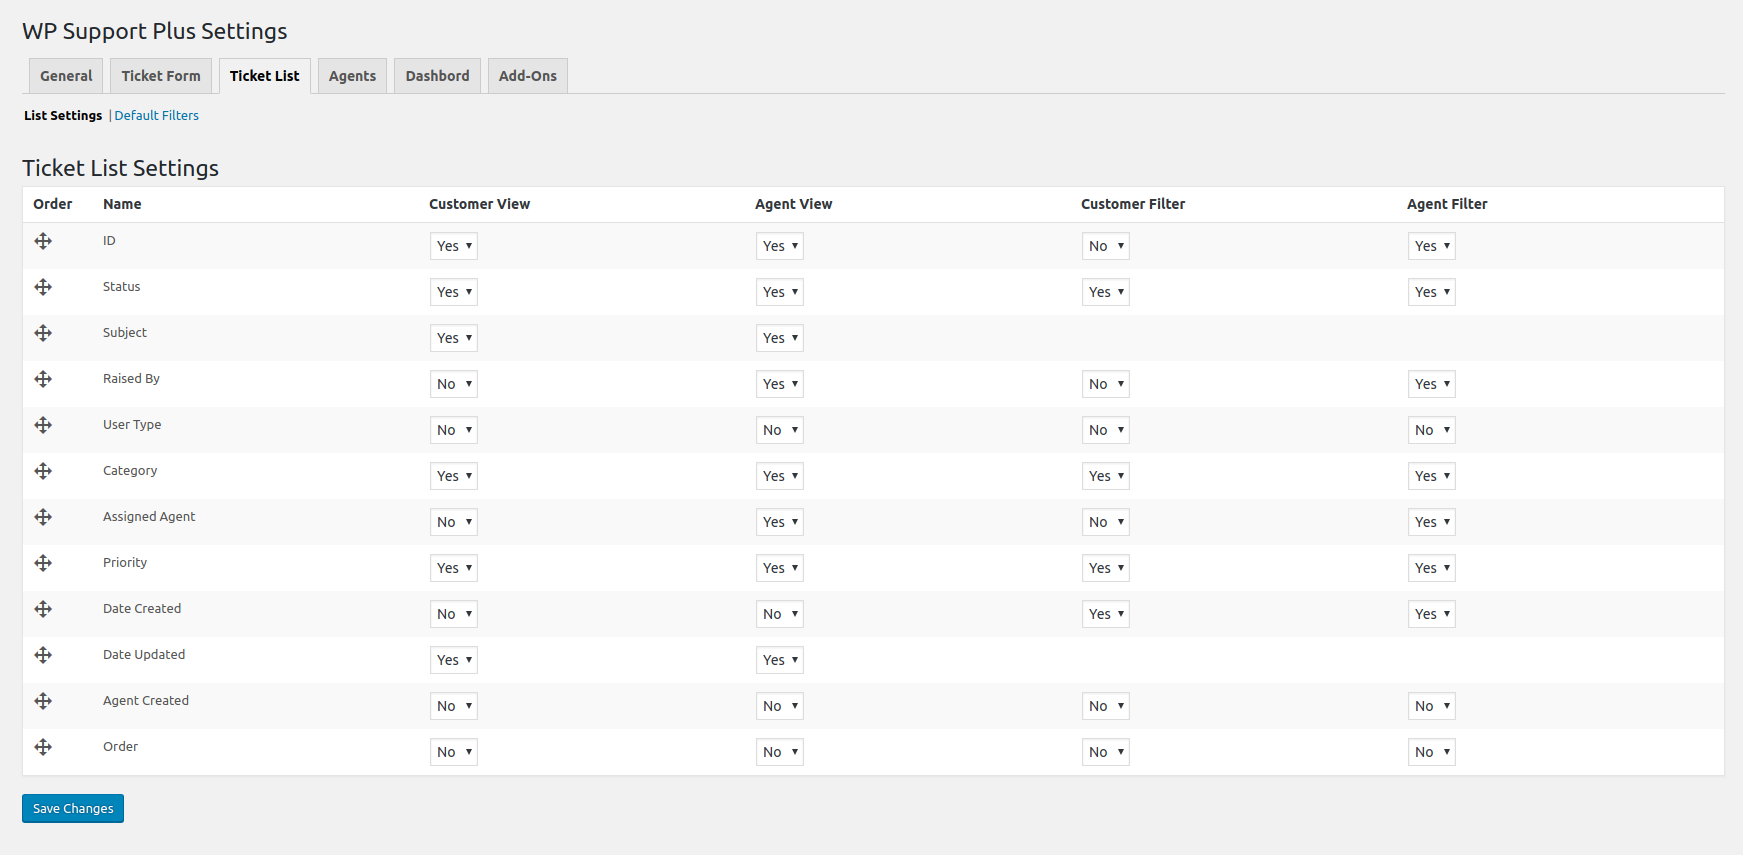 WP Support Plus Settings
General Ticket Form Ticket List Agents Dashbord Add-Ons
List Settings | Default Filters
Ticket List Settings
Order Name Customer View Agent View Customer Filter Agent Filter
ID Yes Yes No Yes
Status Yes Yes Yes Yes
Subject Yes Yes
Raised By No Yes No Yes
User Type No No No No
Category Yes Yes Yes Yes
Assigned Agent No Yes No Yes
Priority Yes Yes Yes Yes
Date Created No No Yes Yes
Date Updated Yes Yes
Agent Created No No No No
Order No No No No
Save Changes